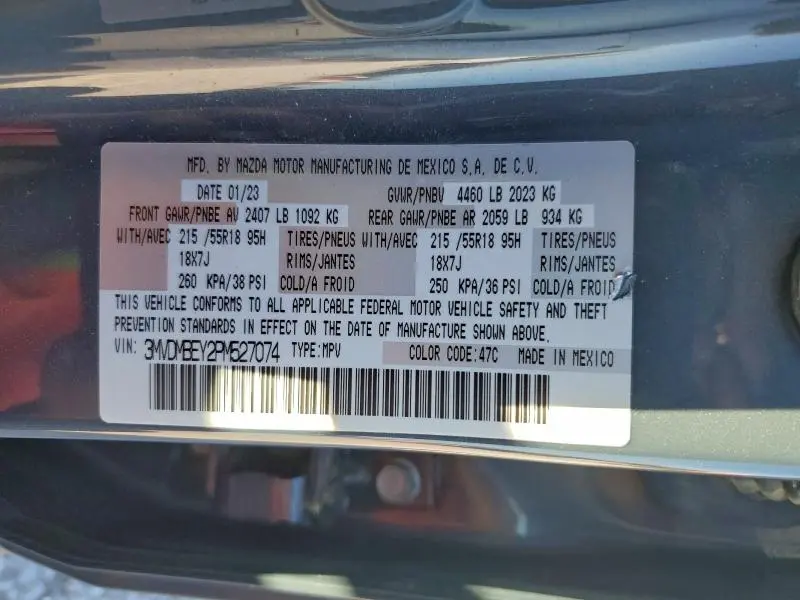 MFD. BY MAZDA MOTOR MANUFACTURING DE MEXICO S.A. DE C.V.
DATE 01/23 GVWR/PNBV 4460 LB 2023 KG
FRONT GAWR/PNBE AV 2407 LB 1092 KG REAR GAWR/PNBE AR 2059 LB 934 KG
WITH/AVEC 215 /55R18 95H TIRES/PNEUS WITH/AVEC 215 /55R18 95H TIRES/PNEUS
18X7J RIMS/JANTES 18X7J RIMS/JANTES
260 KPA/38 PSI COLD/A FROID 250 KPA/36 PSI COLD/A FROID
THIS VEHICLE CONFORMS TO ALL APPLICABLE FEDERAL MOTOR VEHICLE SAFETY AND THEFT
PREVENTION STANDARDS IN EFFECT ON THE DATE OF MANUFACTURE SHOWN ABOVE.
VIN: 3MVDMBEY2PM527074 TYPE:MPV COLOR CODE:47C MADE IN MEXICO